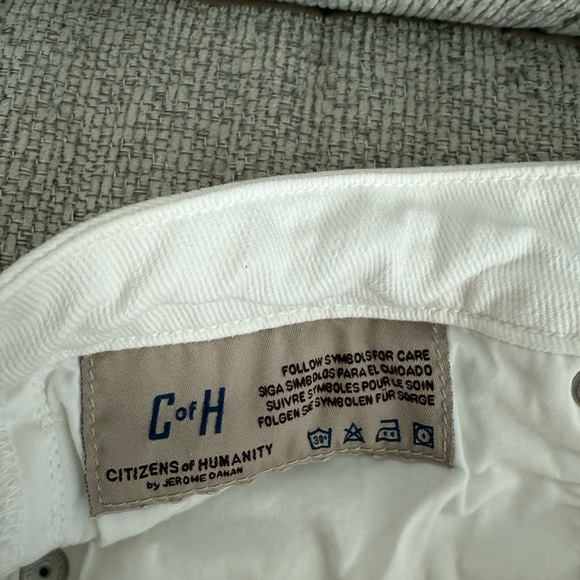 FOLLOW SYMBOLS FOR CARE
SIGA SIMBOLOS PARA EL CUIDADO
SUIVRE SYMBOLES POUR LE SOIN
FOLGEN SIE SYMBOLEN FÜR SORGE
C OF H
30°
CITIZENS of HUMANITY
by JEROME DAHAN